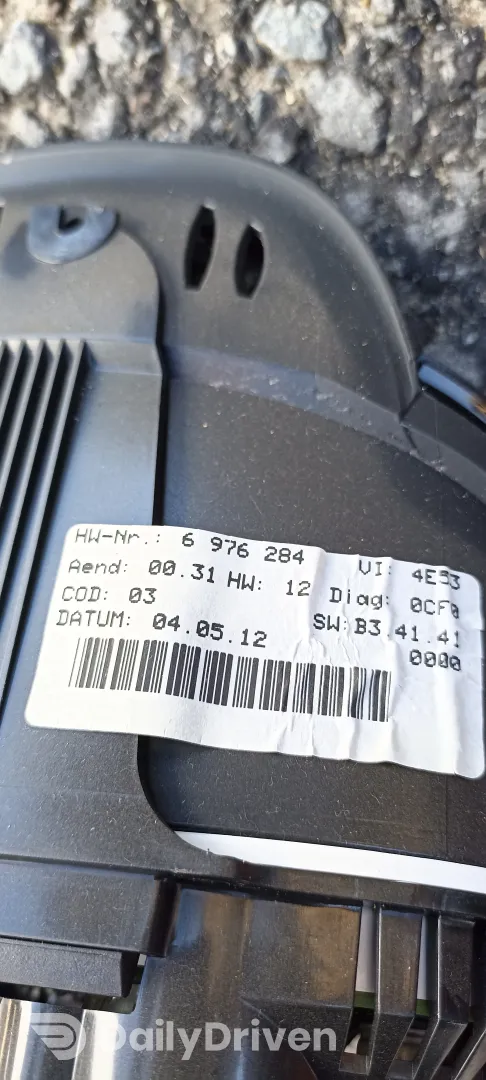 HW-Nr.: 6 976 284 VI: 4E53
Aend: 00.31 HW: 12 Diag: 0CF0
COD: 03 SW:B3.41.41
DATUM: 04.05.12 0000
DailyDriven